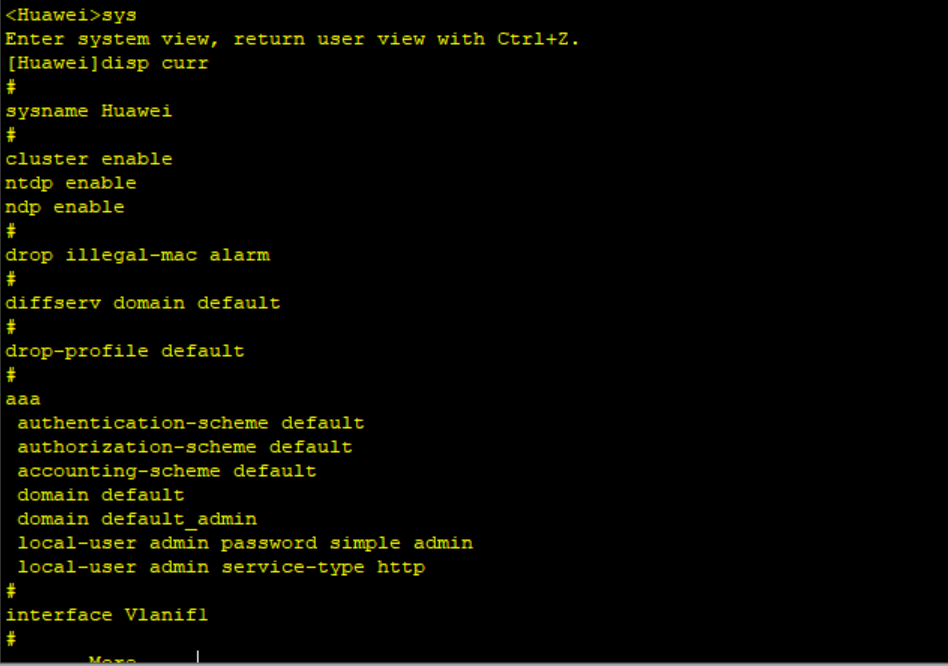 <Huawei>sys
Enter system view, return user view with Ctrl+Z.
[Huawei]disp curr
#
sysname Huawei
#
cluster enable
ntdp enable
ndp enable
#
drop illegal-mac alarm
#
diffserv domain default
#
drop-profile default
#
aaa
 authentication-scheme default
 authorization-scheme default
 accounting-scheme default
 domain default
 domain default_admin
 local-user admin password simple admin
 local-user admin service-type http
#
interface Vlanif1
#
More